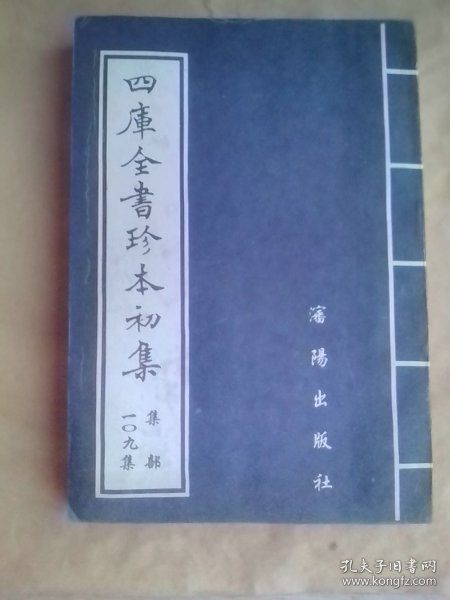 四庫全書珍本初集
集部
一〇九集
瀋陽出版社
孔夫子旧书网
www.kongfz.com